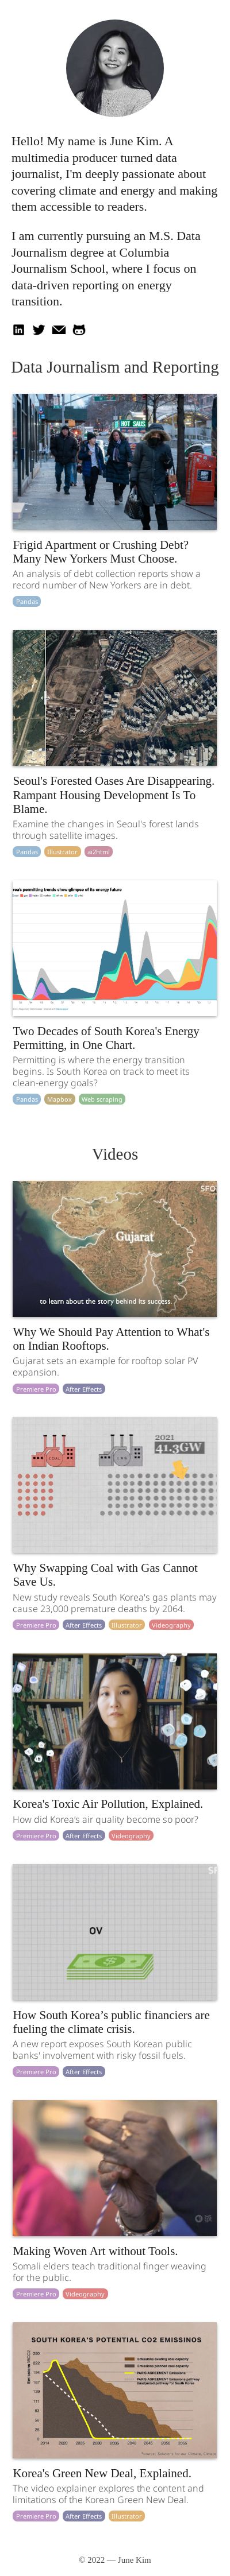 Hello! My name is June Kim. A
multimedia producer turned data
journalist, I'm deeply passionate about
covering climate and energy and making
them accessible to readers.
I am currently pursuing an M.S. Data
Journalism degree at Columbia
Journalism School, where I focus on
data-driven reporting on energy
transition.
Data Journalism and Reporting
HOT SADS
Frigid Apartment or Crushing Debt?
Many New Yorkers Must Choose.
An analysis of debt collection reports show a
record number of New Yorkers are in debt.
Pandas
Seoul's Forested Oases Are Disappearing.
Rampant Housing Development Is To
Blame.
Examine the changes in Seoul's forest lands
through satellite images.
Pandas Illustrator ai2html
reas permitting trends show glimpse of its energy future
Two Decades of South Korea's Energy
Permitting, in One Chart.
Permitting is where the energy transition
begins. Is South Korea on track to meet its
clean-energy goals?
Pandas Mapbox Web scraping
Videos
SFO
Gujarat
to learn about the story behind its success.
Why We Should Pay Attention to What's
on Indian Rooftops.
Gujarat sets an example for rooftop solar PV
expansion.
Premiere Pro After Effects
2021
41.3GW
COAL
Why Swapping Coal with Gas Cannot
Save Us.
New study reveals South Korea's gas plants may
cause 23,000 premature deaths by 2064.
Premiere Pro After Effects Illustrator Videography
Korea's Toxic Air Pollution, Explained.
How did Korea’s air quality become so poor?
Premiere Pro After Effects Videography
OV
How South Korea’s public financiers are
fueling the climate crisis.
A new report exposes South Korean public
banks' involvement with risky fossil fuels.
Premiere Pro After Effects
Making Woven Art without Tools.
Somali elders teach traditional finger weaving
for the public.
Premiere Pro Videography
SOUTH KOREA'S POTENTIAL CO2 EMISSINOS
Korea's Green New Deal, Explained.
The video explainer explores the content and
limitations of the Korean Green New Deal.
Premiere Pro After Effects Illustrator
© 2022 — June Kim